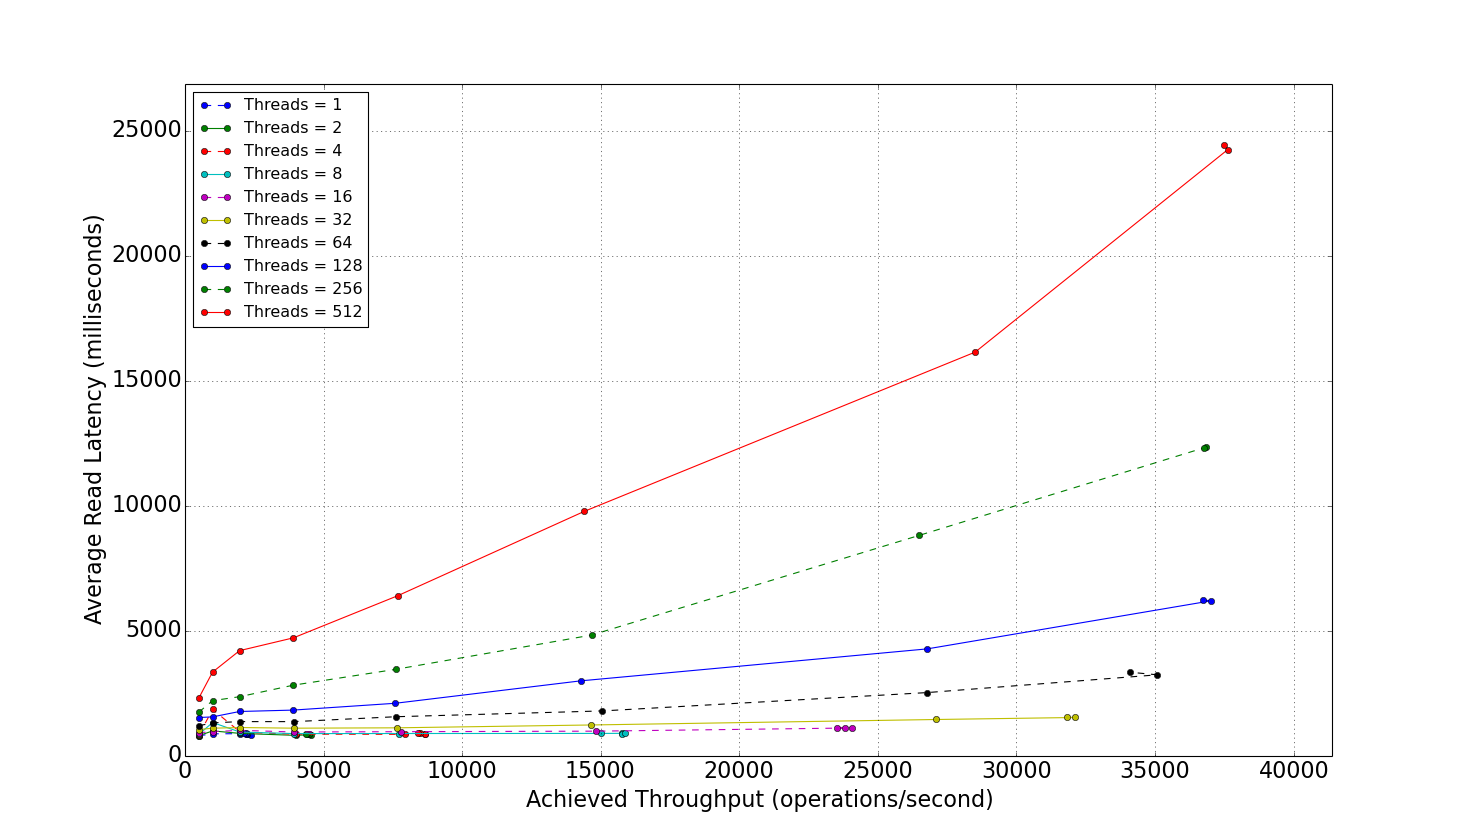 Threads = 1
Threads = 2
Threads = 4
Threads = 8
Threads = 16
Threads = 32
Threads = 64
Threads = 128
Threads = 256
Threads = 512
25000
20000
15000
10000
5000
0
Average Read Latency (milliseconds)
0 5000 10000 15000 20000 25000 30000 35000 40000
Achieved Throughput (operations/second)